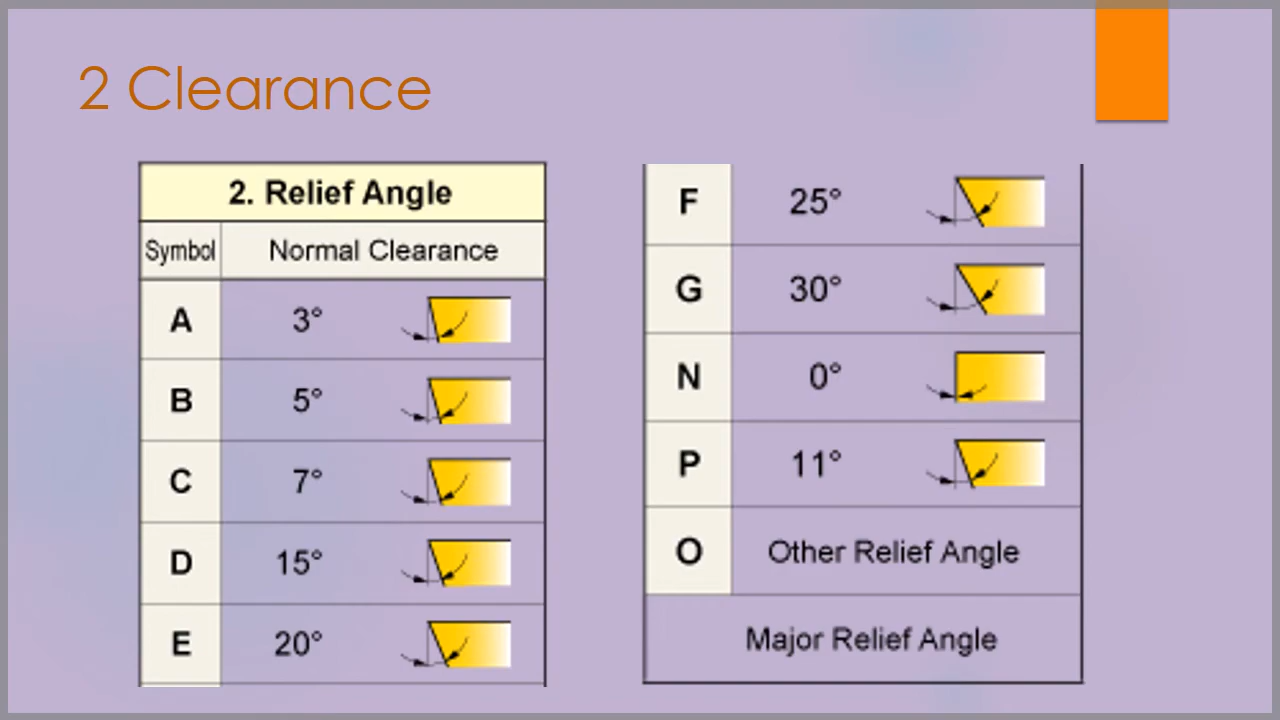 2 Clearance
2. Relief Angle
Symbol Normal Clearance
A 3°
B 5°
C 7°
D 15°
E 20°
F 25°
G 30°
N 0°
P 11°
O Other Relief Angle
Major Relief Angle